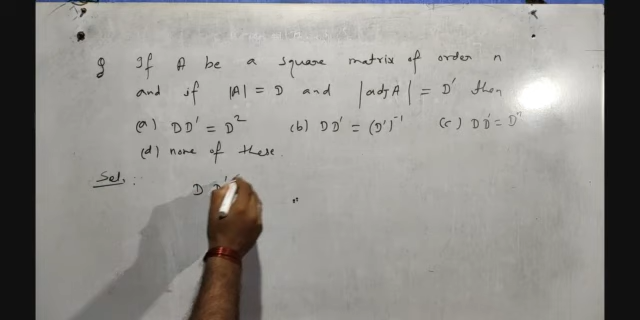 Q If A be a square matrix of order n
and if |A| = D and |adj A| = D' then
(a) DD' = D² (b) DD' = (D')⁻¹ (c) DD' = Dⁿ
(d) none of these.
Sol. :
D D' =